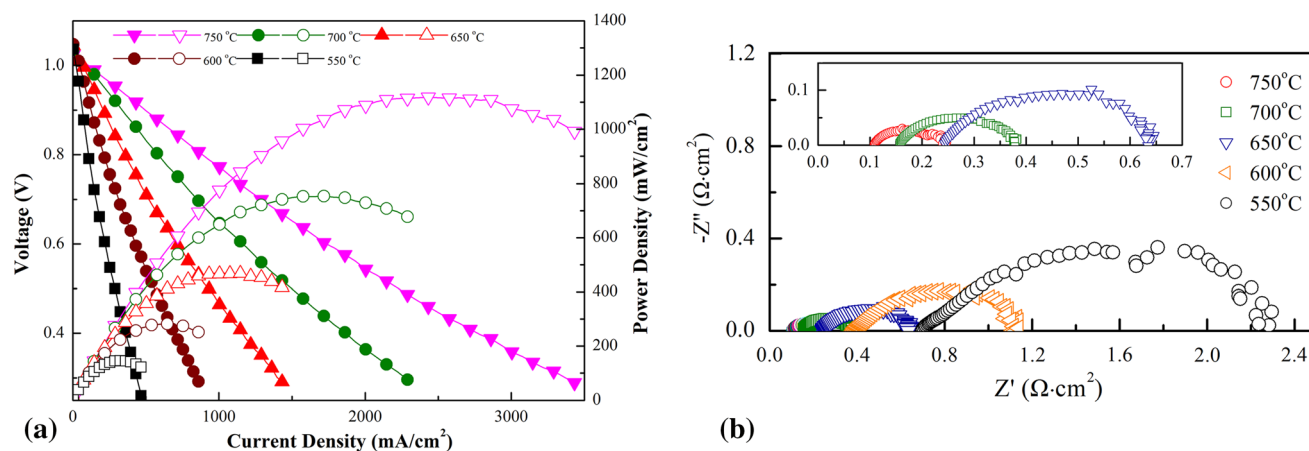 750 °C 700 °C 650 °C
600 °C 550 °C
Voltage (V)
1.0
0.8
0.6
0.4
0 1000 2000 3000
Current Density (mA/cm²)
1400
1200
1000
800
600
400
200
0
Power Density (mW/cm²)
(a)
-Z'' (Ω·cm²)
1.2
0.8
0.4
0.0
0.1
0.0
0.0 0.1 0.2 0.3 0.4 0.5 0.6 0.7
750°C
700°C
650°C
600°C
550°C
0.0 0.4 0.8 1.2 1.6 2.0 2.4
Z' (Ω·cm²)
(b)